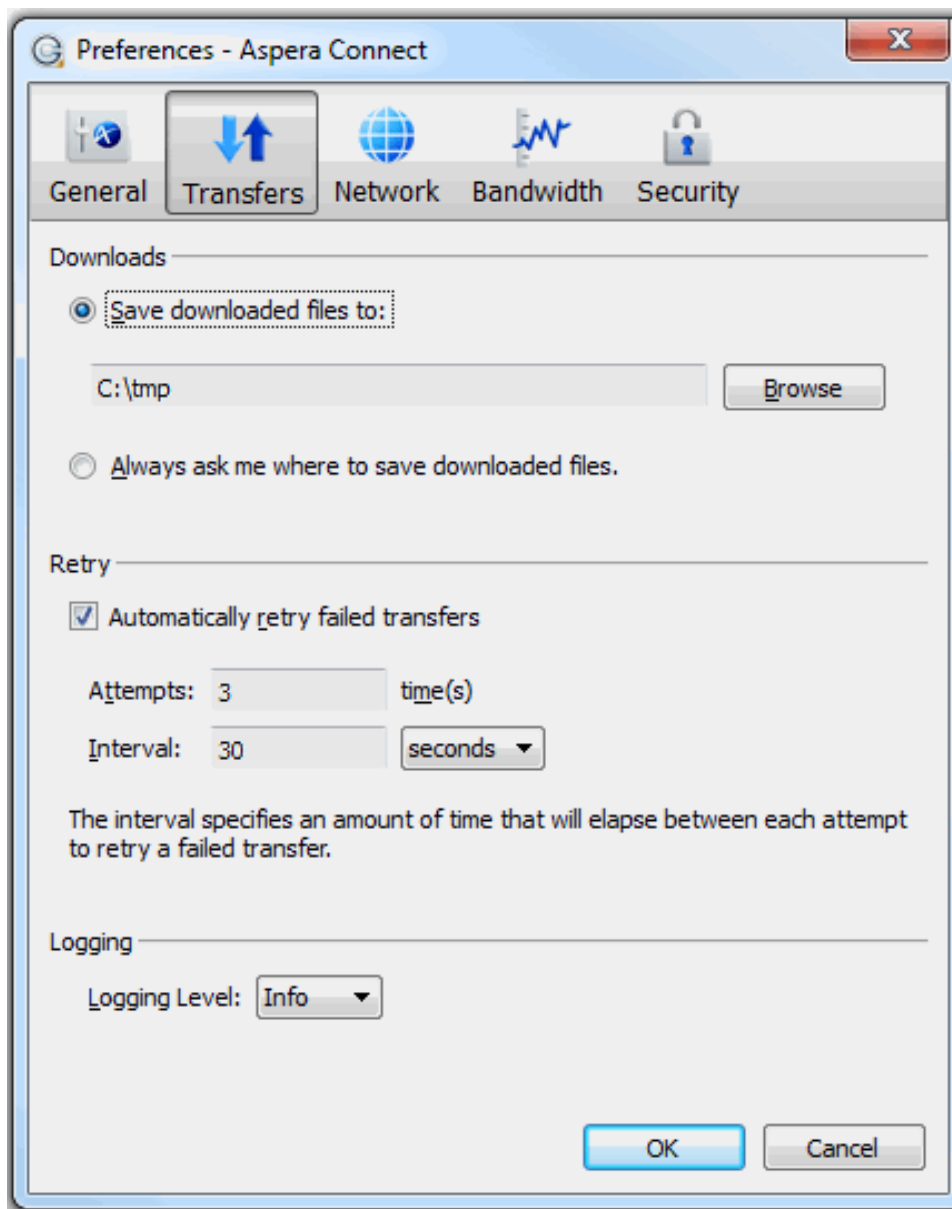 Preferences - Aspera Connect
General Transfers Network Bandwidth Security
Downloads
Save downloaded files to:
C:\tmp Browse
Always ask me where to save downloaded files.
Retry
Automatically retry failed transfers
Attempts: 3 time(s)
Interval: 30 seconds
The interval specifies an amount of time that will elapse between each attempt
to retry a failed transfer.
Logging
Logging Level: Info
OK Cancel